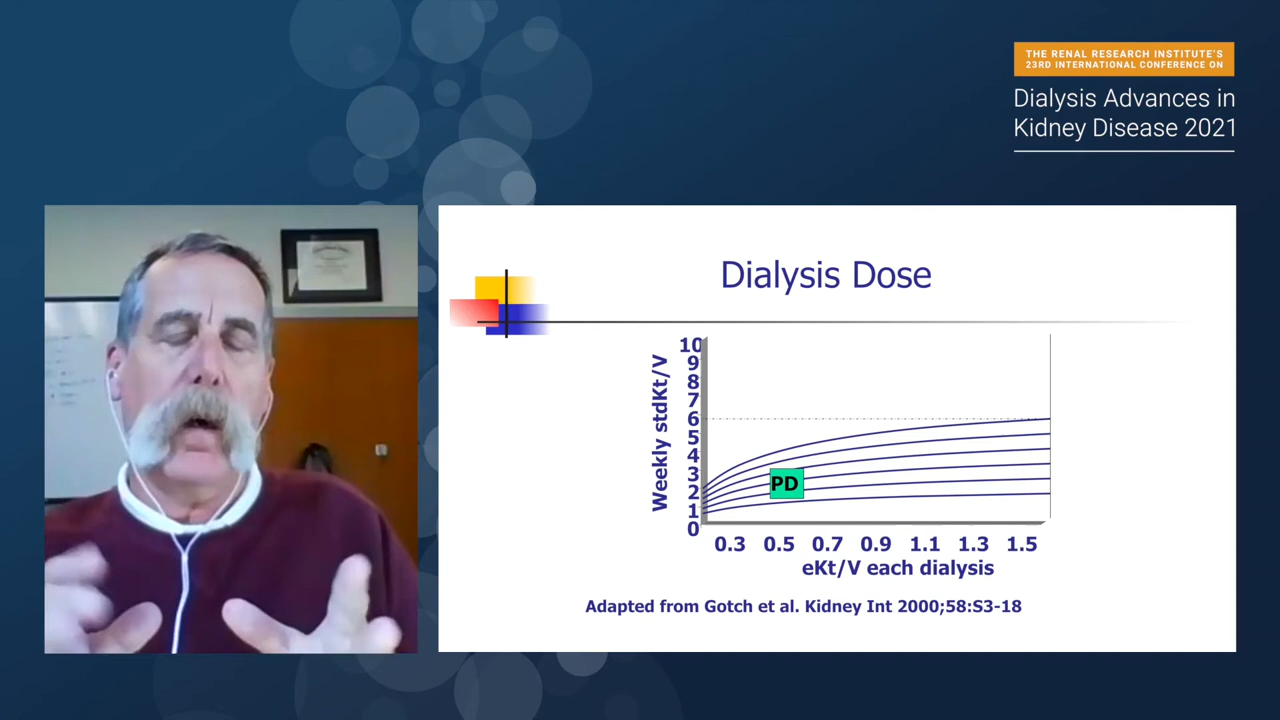 THE RENAL RESEARCH INSTITUTE'S
23RD INTERNATIONAL CONFERENCE ON
Dialysis Advances in
Kidney Disease 2021
Dialysis Dose
Weekly stdKt/V
10
9
8
7
6
5
4
3
2
1
0
PD
0.3 0.5 0.7 0.9 1.1 1.3 1.5
eKt/V each dialysis
Adapted from Gotch et al. Kidney Int 2000;58:S3-18